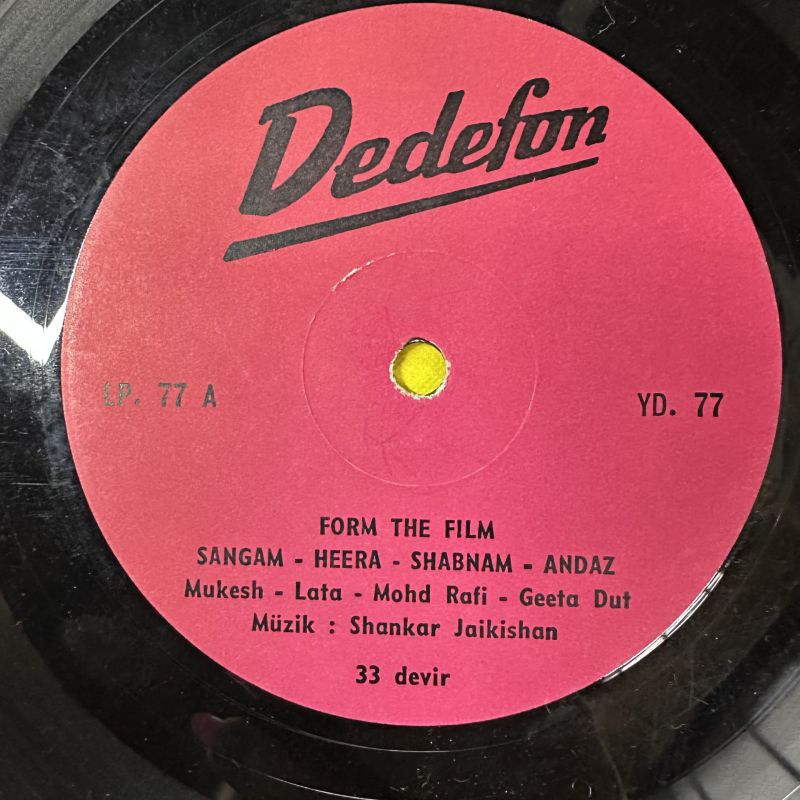 Dedefon
LP. 77 A
YD. 77
FORM THE FILM
SANGAM - HEERA - SHABNAM - ANDAZ
Mukesh - Lata - Mohd Rafi - Geeta Dut
Müzik : Shankar Jaikishan
33 devir